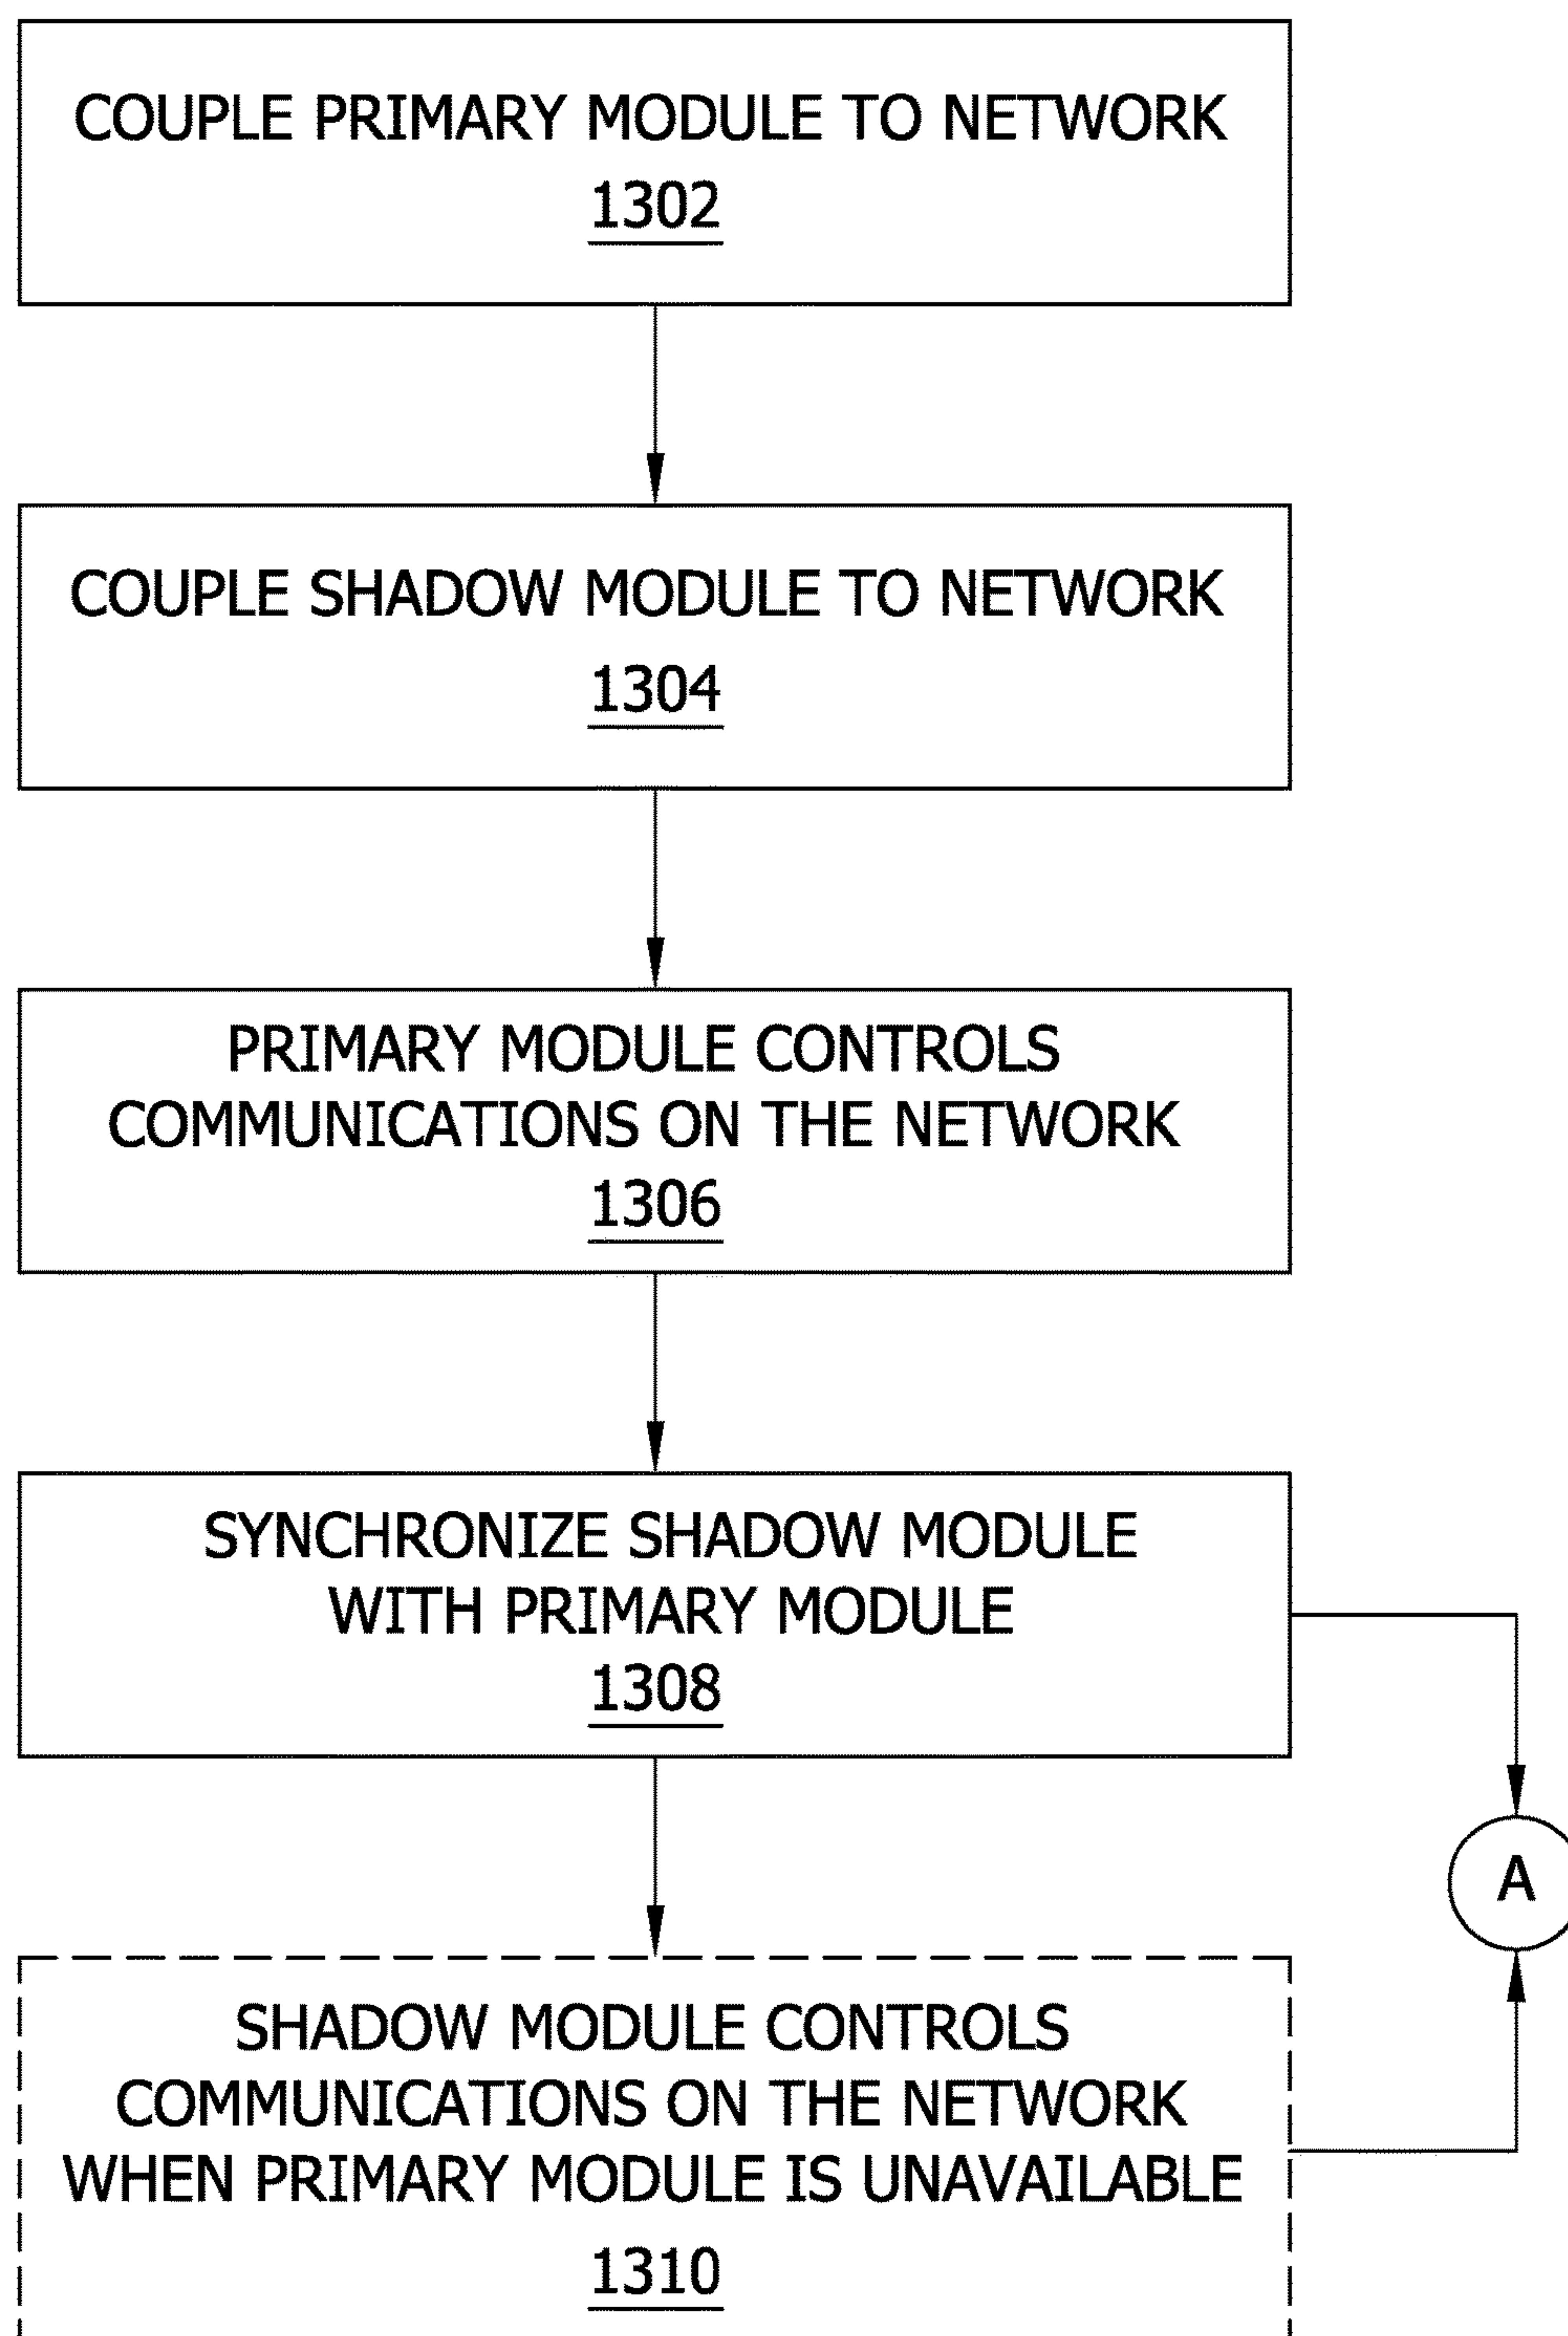 COUPLE PRIMARY MODULE TO NETWORK
1302
COUPLE SHADOW MODULE TO NETWORK
1304
PRIMARY MODULE CONTROLS
COMMUNICATIONS ON THE NETWORK
1306
SYNCHRONIZE SHADOW MODULE
WITH PRIMARY MODULE
1308
A
SHADOW MODULE CONTROLS
COMMUNICATIONS ON THE NETWORK
WHEN PRIMARY MODULE IS UNAVAILABLE
1310